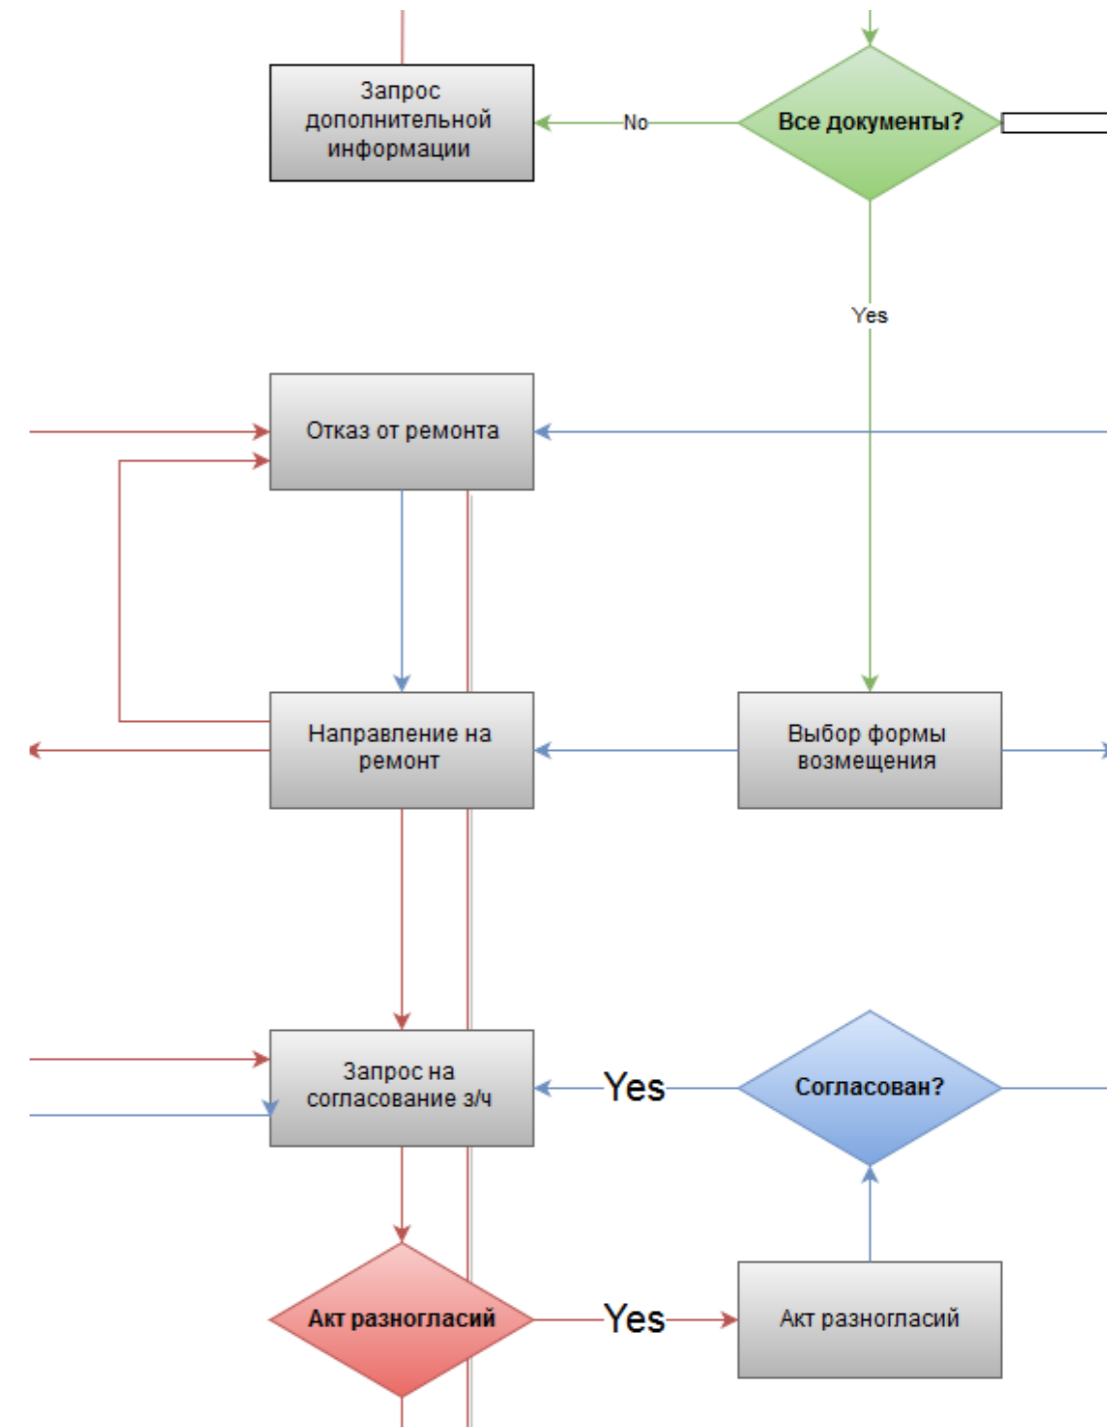 Запрос
дополнительной
информации
No
Все документы?
Yes
Отказ от ремонта
Направление на
ремонт
Выбор формы
возмещения
Запрос на
согласование з/ч
Yes
Согласован?
Акт разногласий
Yes
Акт разногласий